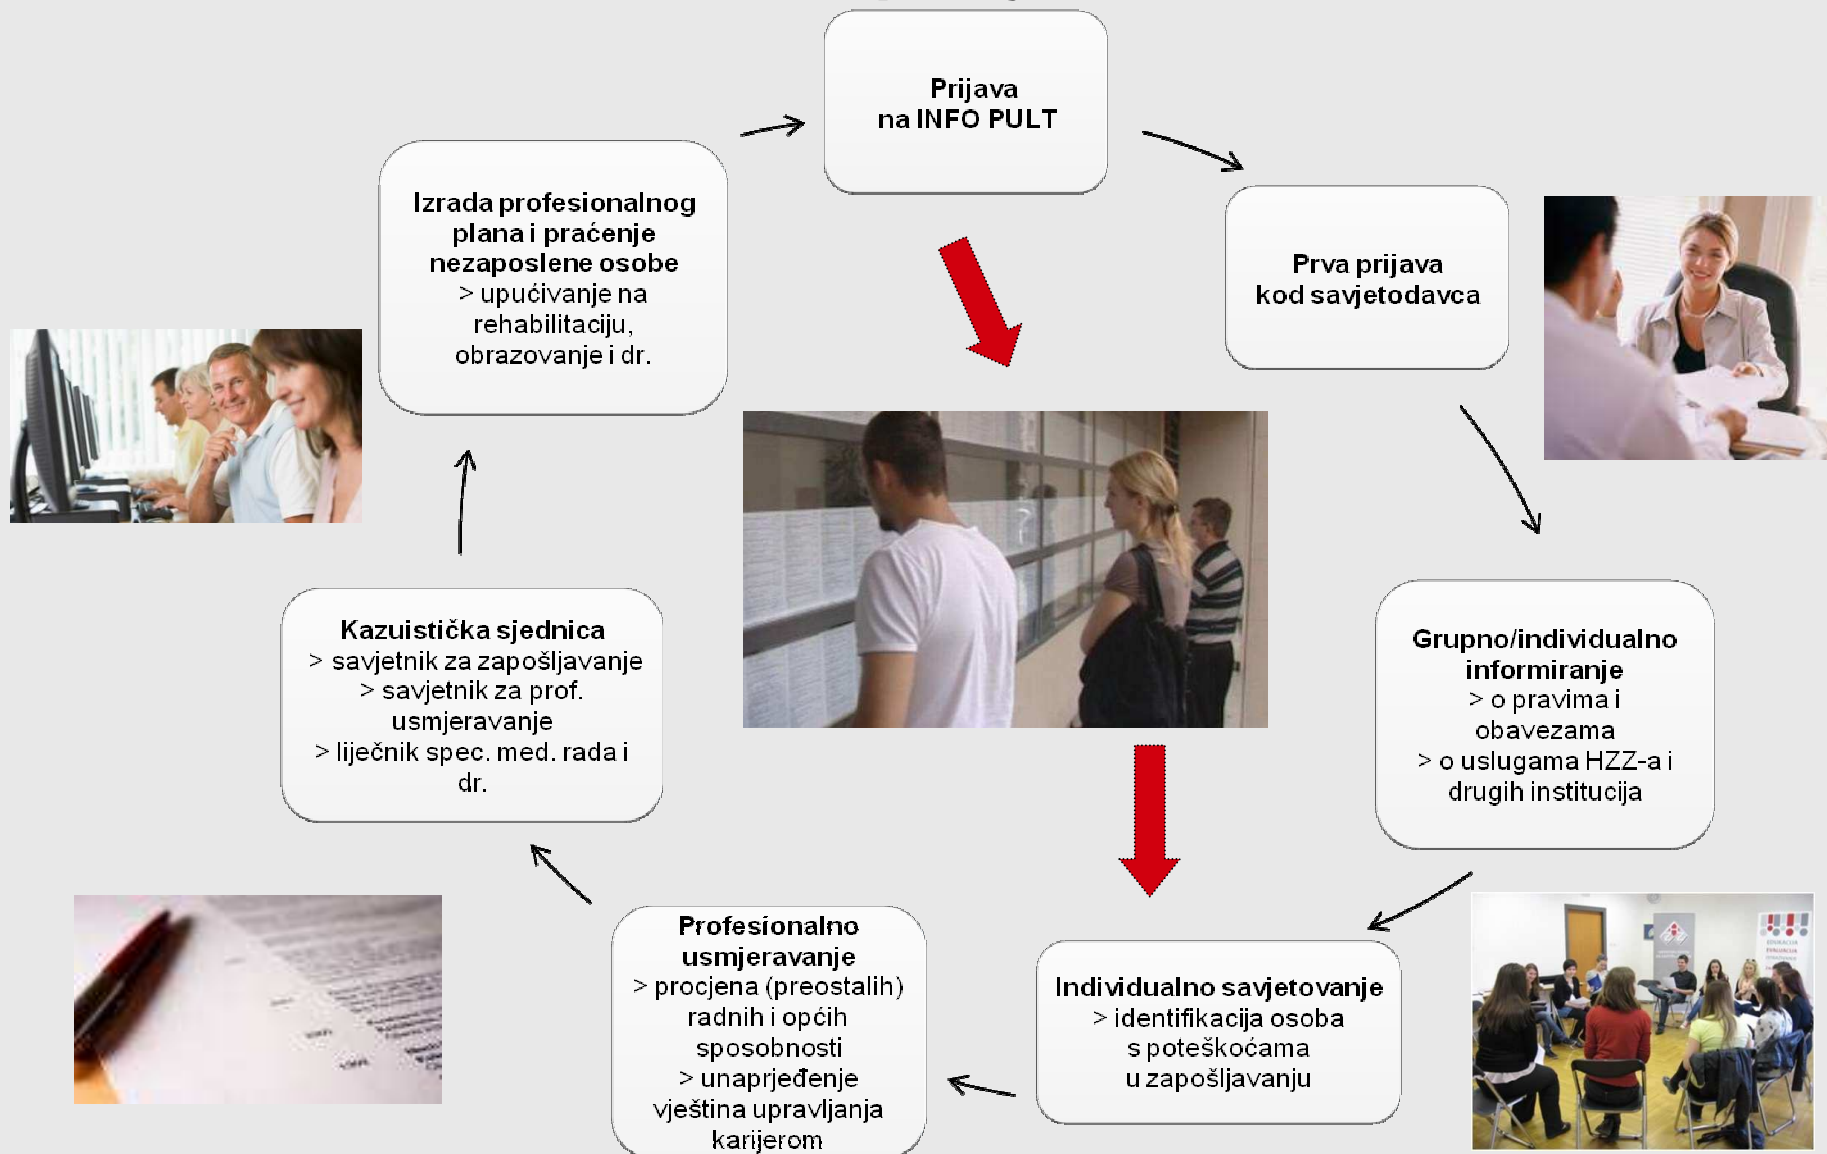 Prijava
na INFO PULT
Prva prijava
kod savjetodavca
Grupno/individualno
informiranje
> o pravima i
obavezama
> o uslugama HZZ-a i
drugih institucija
Individualno savjetovanje
> identifikacija osoba
s poteškoćama
u zapošljavanju
Profesionalno
usmjeravanje
> procjena (preostalih)
radnih i općih
sposobnosti
> unaprjeđenje
vještina upravljanja
karijerom
Kazuistička sjednica
> savjetnik za zapošljavanje
> savjetnik za prof.
usmjeravanje
> liječnik spec. med. rada i
dr.
Izrada profesionalnog
plana i praćenje
nezaposlene osobe
> upućivanje na
rehabilitaciju,
obrazovanje i dr.
EDUKACIJA
EVALUACIJA